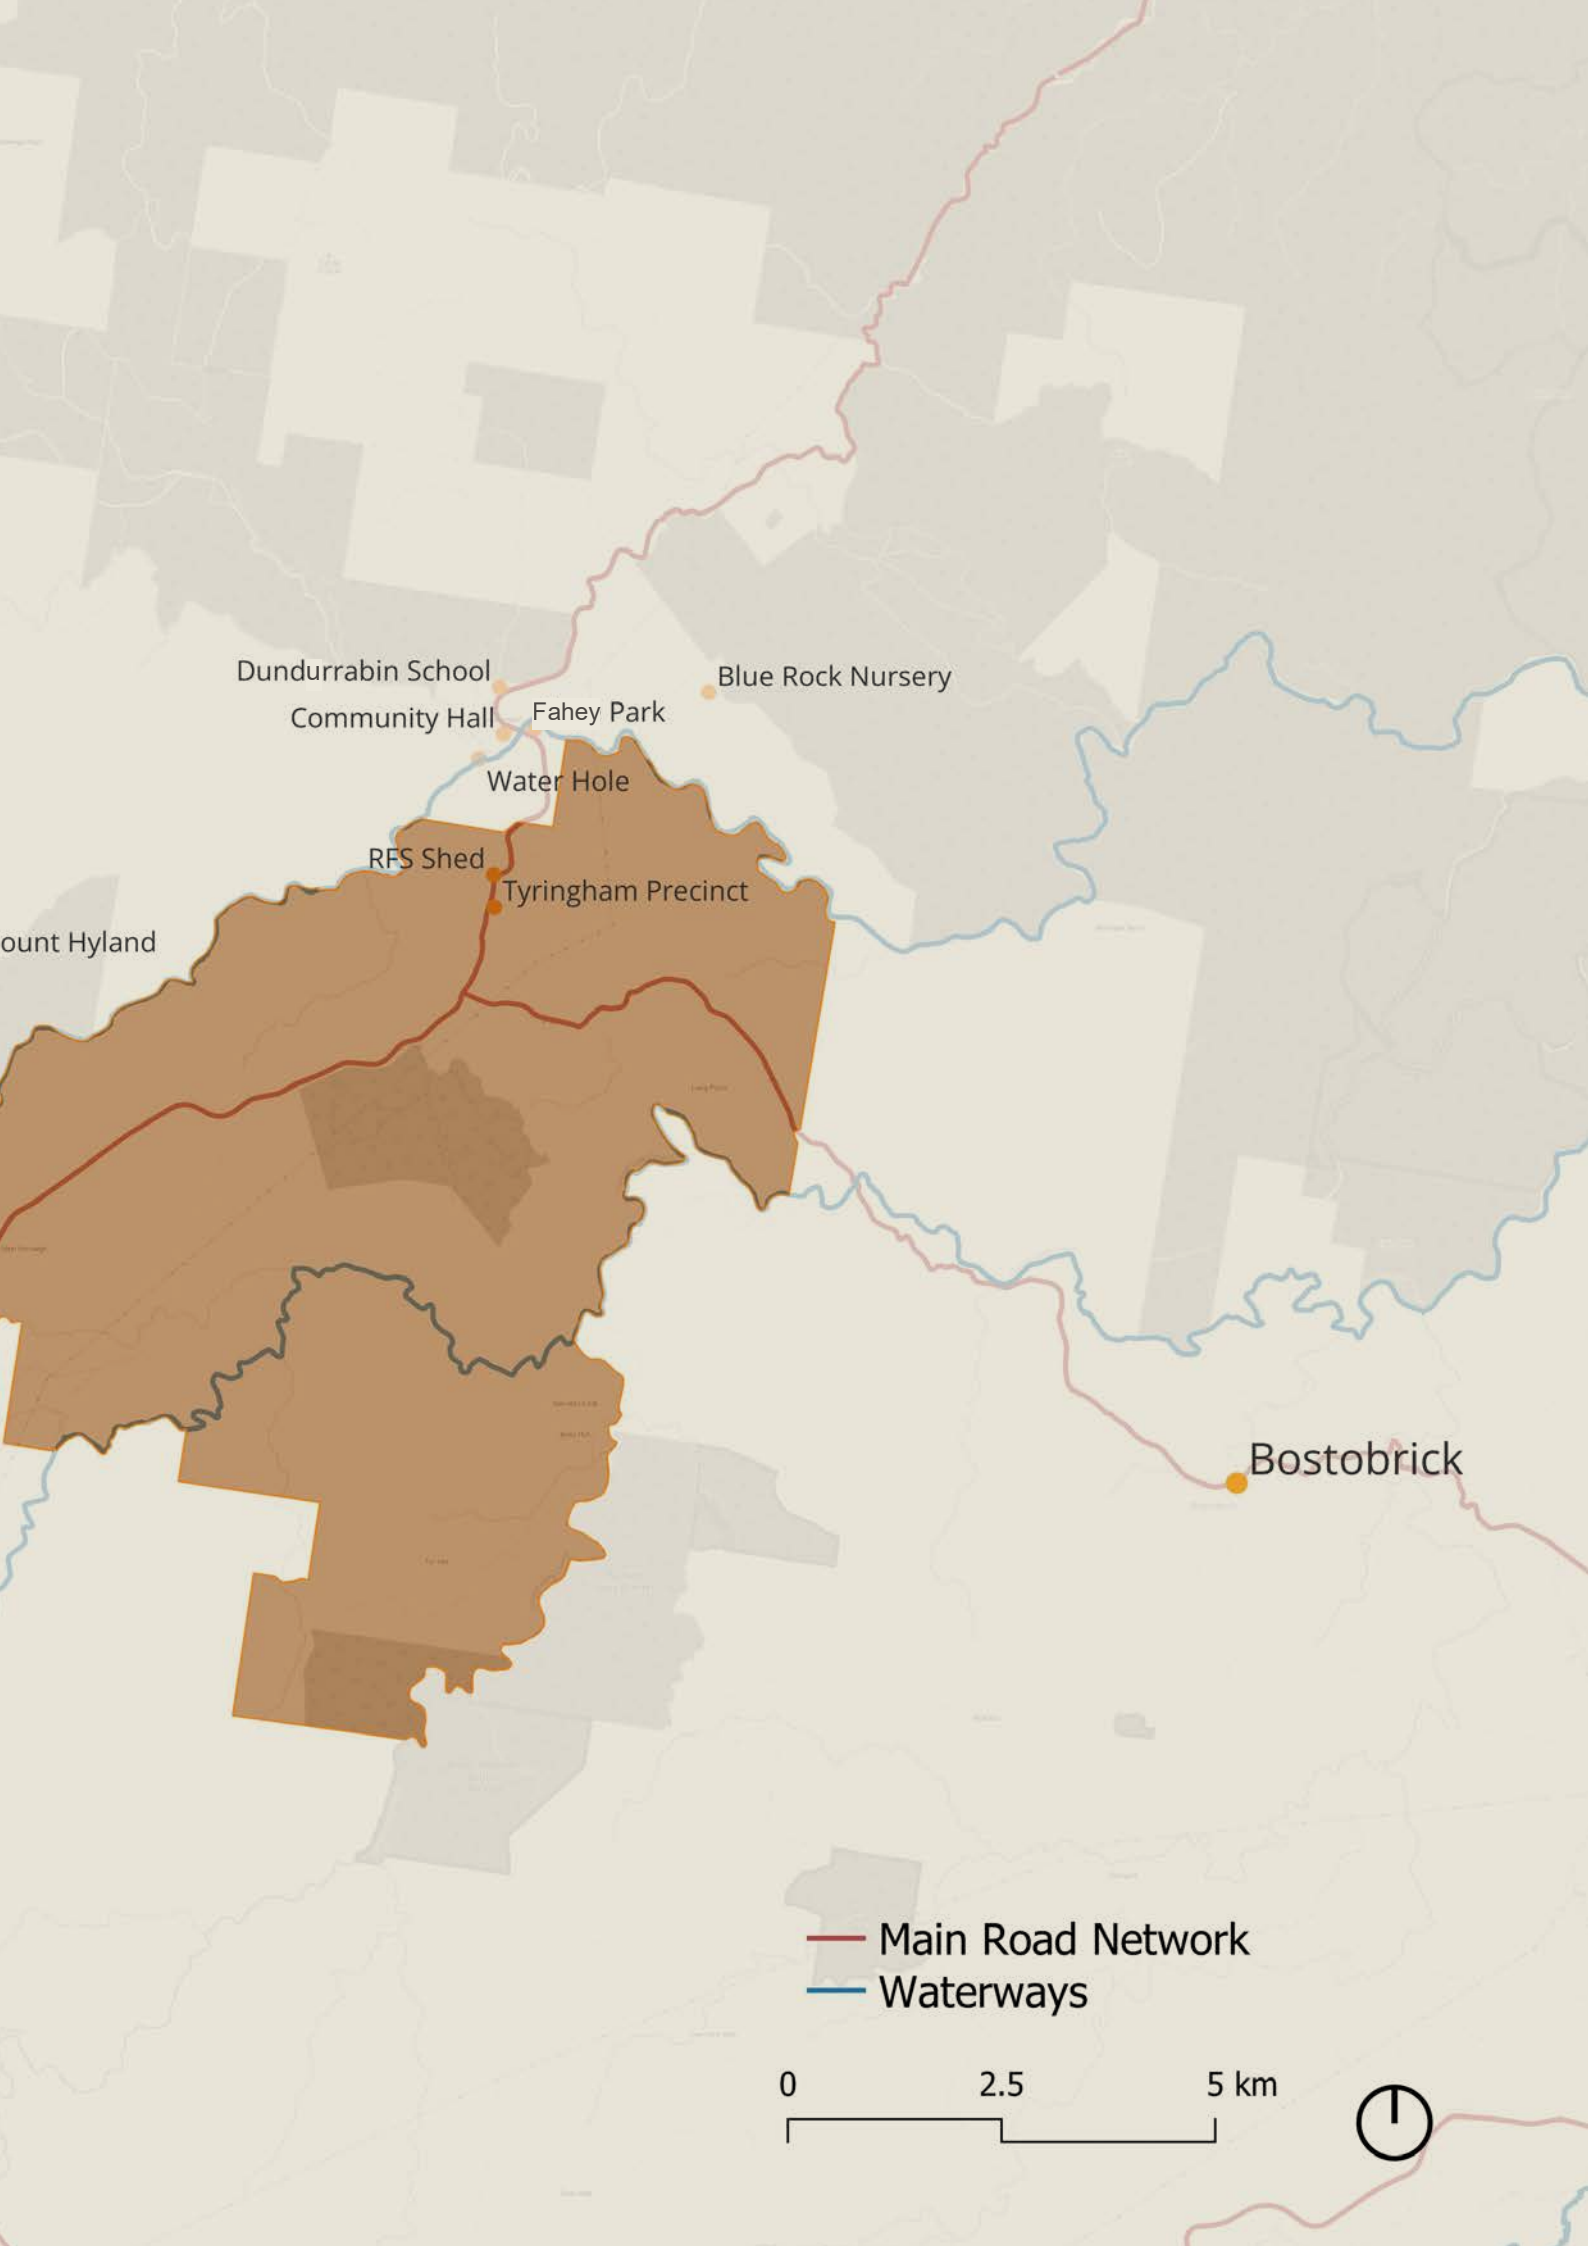 Dundurrabin School
Blue Rock Nursery
Community Hall
Fahey Park
Water Hole
RFS Shed
Tyringham Precinct
ount Hyland
Bostobrick
Main Road Network
Waterways
0 2.5 5 km